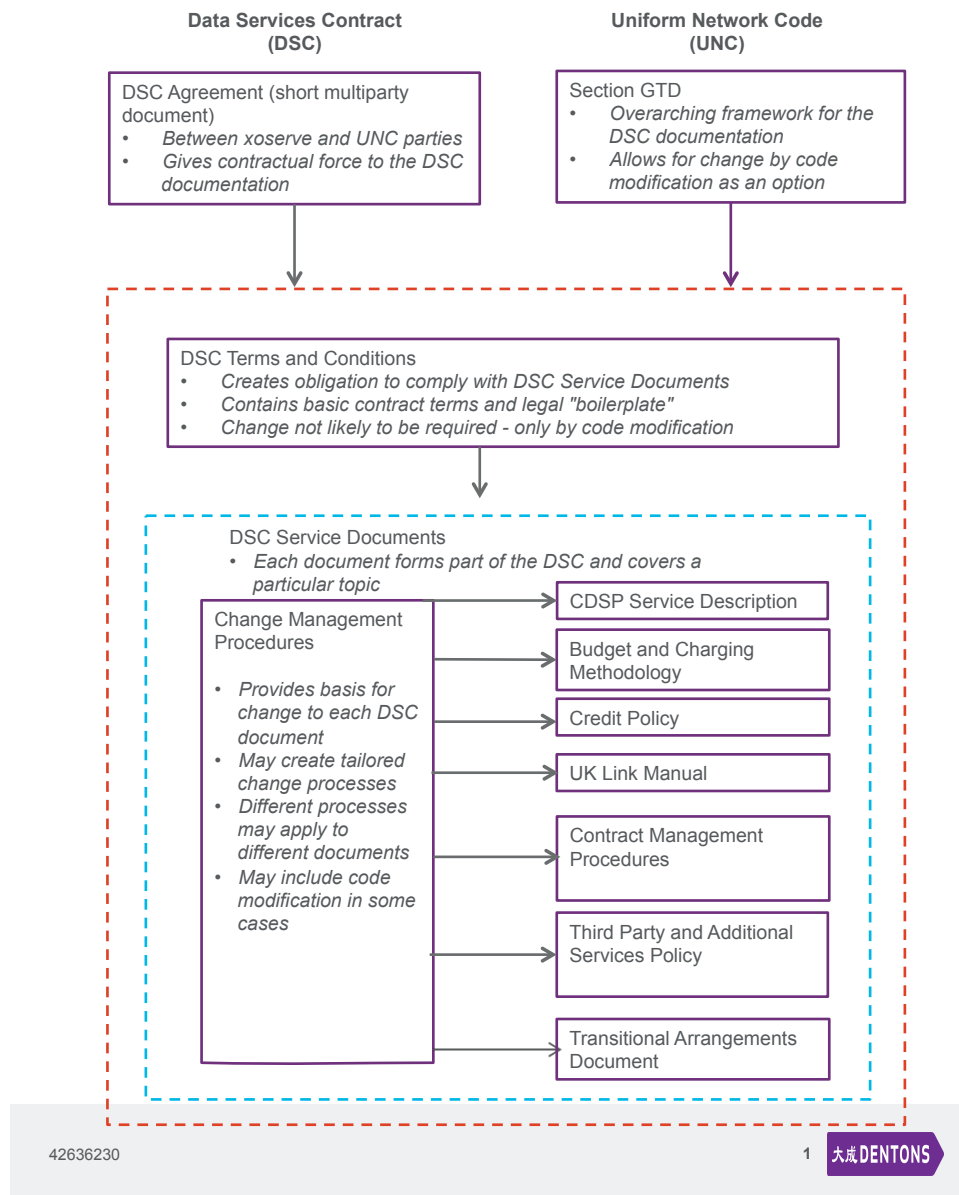 Data Services Contract
(DSC)
Uniform Network Code
(UNC)
DSC Agreement (short multiparty
document)
• Between xoserve and UNC parties
• Gives contractual force to the DSC
documentation
Section GTD
• Overarching framework for the
DSC documentation
• Allows for change by code
modification as an option
DSC Terms and Conditions
• Creates obligation to comply with DSC Service Documents
• Contains basic contract terms and legal "boilerplate"
• Change not likely to be required - only by code modification
DSC Service Documents
• Each document forms part of the DSC and covers a
particular topic
Change Management
Procedures
• Provides basis for
change to each DSC
document
• May create tailored
change processes
• Different processes
may apply to
different documents
• May include code
modification in some
cases
CDSP Service Description
Budget and Charging
Methodology
Credit Policy
UK Link Manual
Contract Management
Procedures
Third Party and Additional
Services Policy
Transitional Arrangements
Document
42636230
1
大成 DENTONS